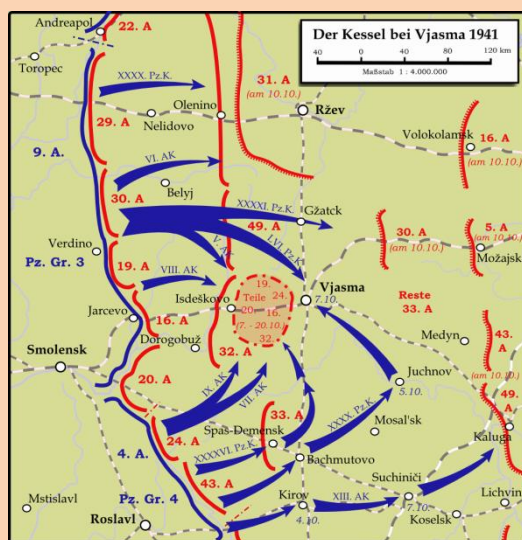 Der Kessel bei Vjasma 1941
40 0 40 80 120 km
Maßstab 1 : 4.000.000
Andreapol
22. A
Toropec
XXXX. Pz.K.
31. A
(am 10.10.)
Olenino
Ržev
29. A
Nelidovo
Volokolamsk
16. A
(am 10.10.)
9. A.
VI. AK
Belyj
30. A
XXXXI. Pz.K.
Gžatck
49. A
V. AK
LVI. Pz.K.
30. A
(am 10.10.)
5. A
(am 10.10.)
Možajsk
Verdino
Pz. Gr. 3
19. A
VIII. AK
19.
Teile
24.
20.
16.
(7. - 20.10.)
32.
Vjasma
7.10.
Isdeškovo
Reste
33. A
Jarcevo
16. A
Dorogobuž
32. A
Medyn
43. A
(am 10.10.)
Smolensk
20. A
IX. AK
VII. AK
Juchnov
5.10.
49. A
33. A
XXXX. Pz.K.
Kaluga
24. A
Spas-Demensk
Mosal'sk
4. A.
XXXXVI. Pz.K.
Bachmutovo
43. A
Suchiniči
7.10.
Pz. Gr. 4
Mstislavl
Kirov
4.10.
XIII. AK
Lichvin
Roslavl
Koselsk